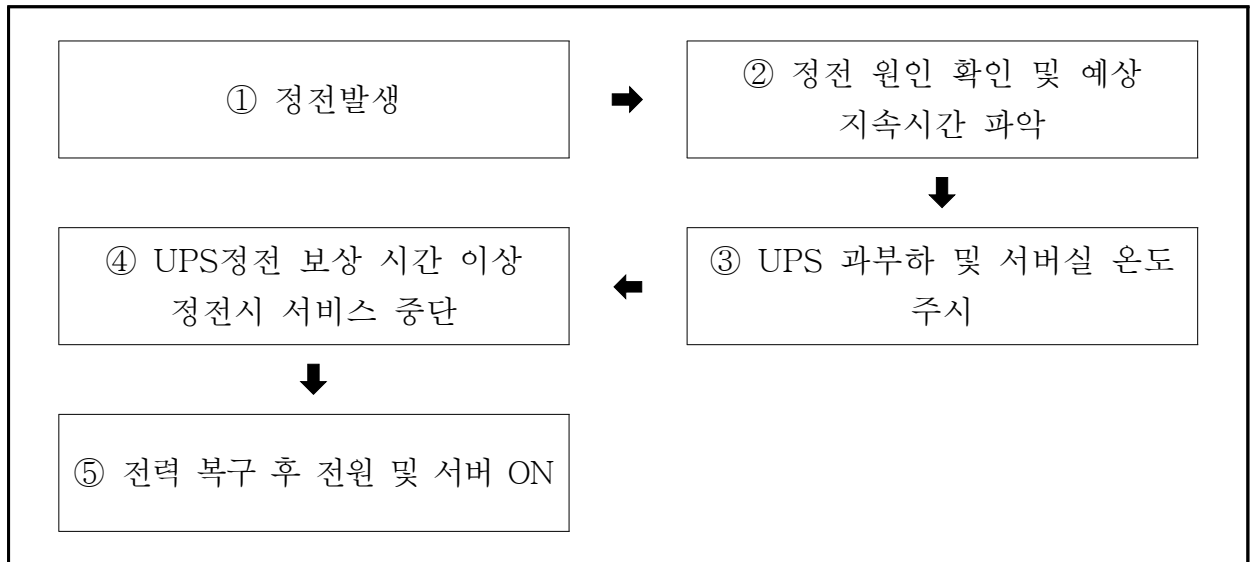 ① 정전발생
② 정전 원인 확인 및 예상
지속시간 파악
③ UPS 과부하 및 서버실 온도
주시
④ UPS정전 보상 시간 이상
정전시 서비스 중단
⑤ 전력 복구 후 전원 및 서버 ON